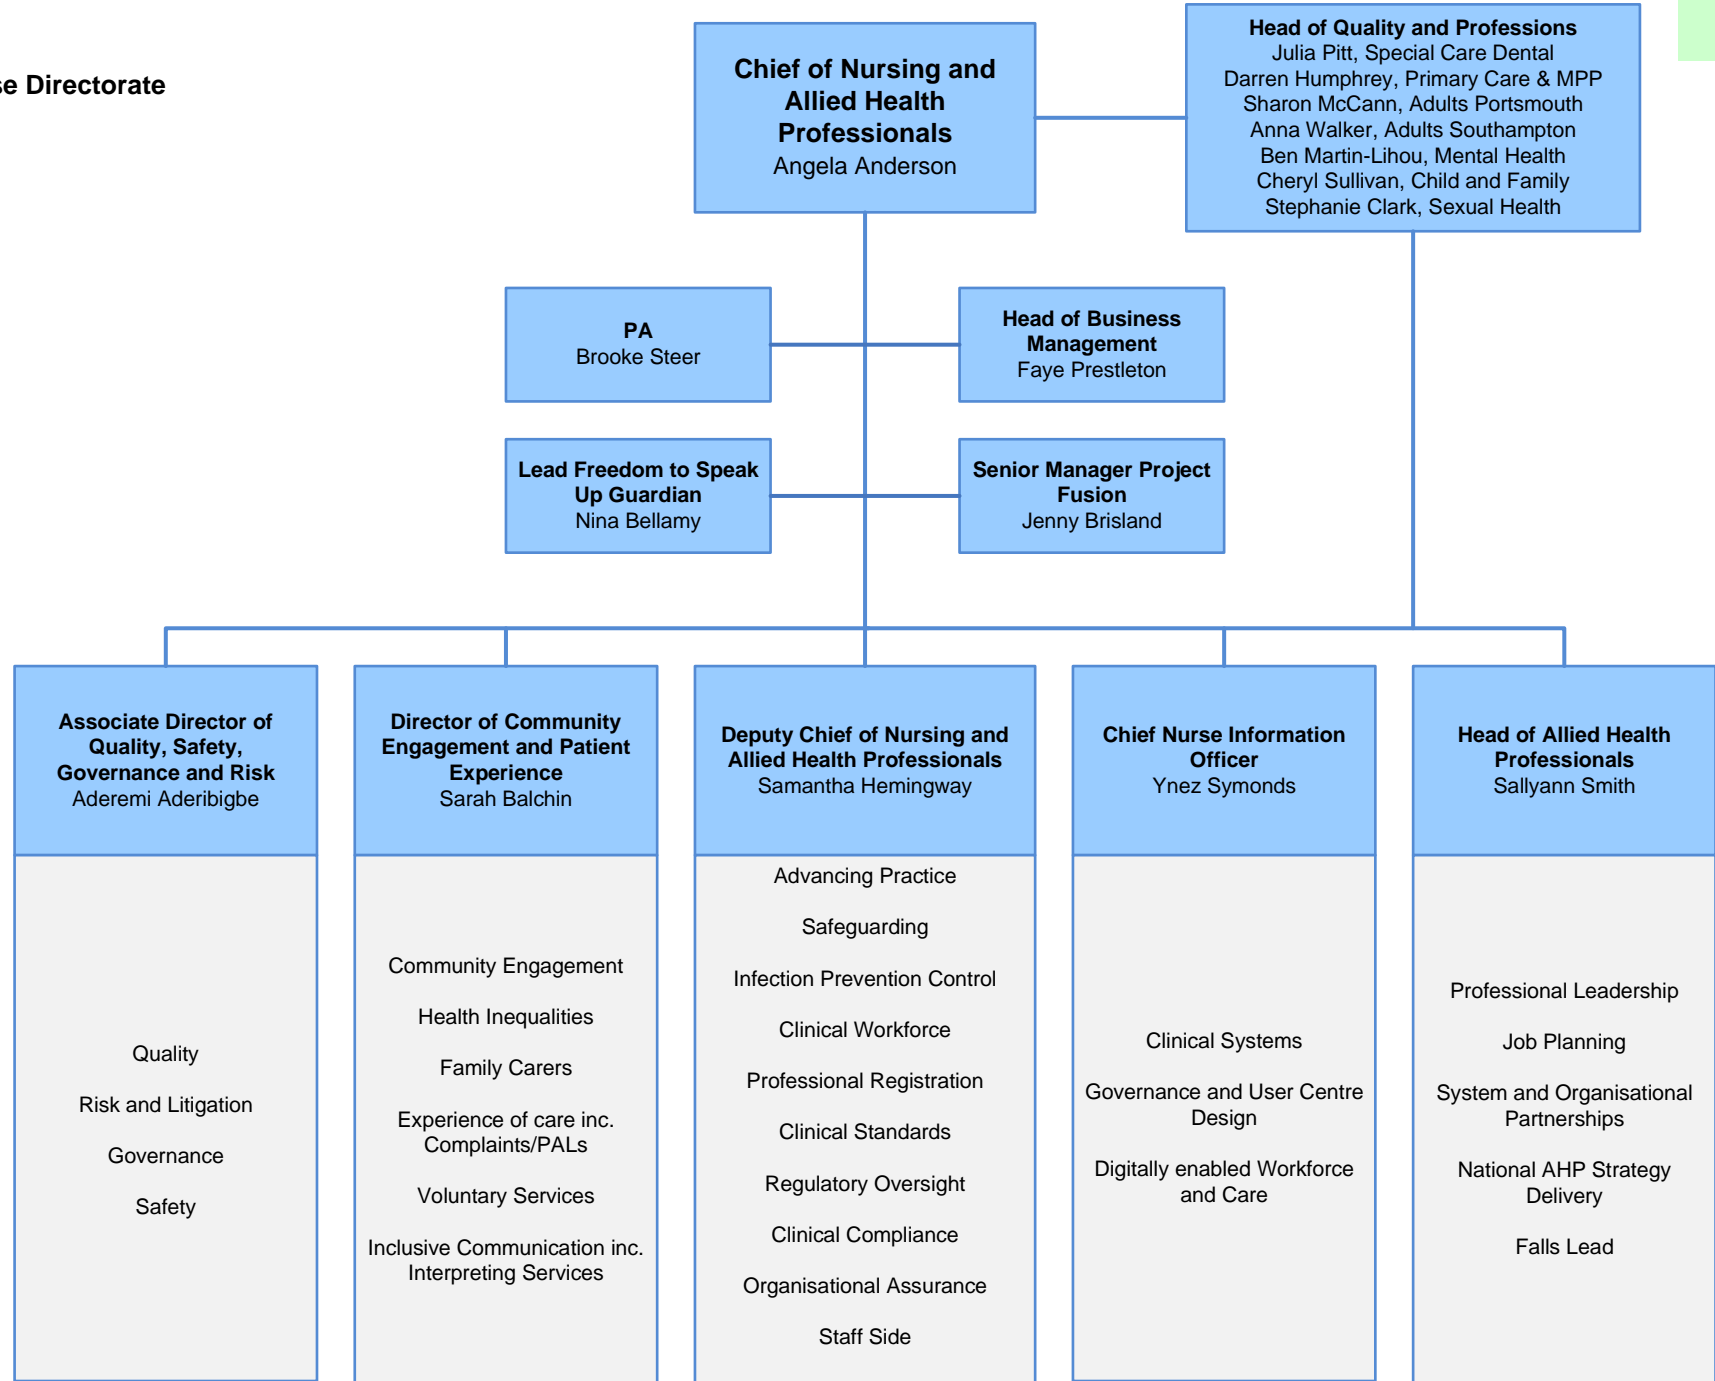 se Directorate
Chief of Nursing and
Allied Health
Professionals
Angela Anderson
Head of Quality and Professions
Julia Pitt, Special Care Dental
Darren Humphrey, Primary Care & MPP
Sharon McCann, Adults Portsmouth
Anna Walker, Adults Southampton
Ben Martin-Lihou, Mental Health
Cheryl Sullivan, Child and Family
Stephanie Clark, Sexual Health
PA
Brooke Steer
Head of Business
Management
Faye Prestleton
Lead Freedom to Speak
Up Guardian
Nina Bellamy
Senior Manager Project
Fusion
Jenny Brisland
Associate Director of
Quality, Safety,
Governance and Risk
Aderemi Aderibigbe
Quality
Risk and Litigation
Governance
Safety
Director of Community
Engagement and Patient
Experience
Sarah Balchin
Community Engagement
Health Inequalities
Family Carers
Experience of care inc.
Complaints/PALs
Voluntary Services
Inclusive Communication inc.
Interpreting Services
Deputy Chief of Nursing and
Allied Health Professionals
Samantha Hemingway
Advancing Practice
Safeguarding
Infection Prevention Control
Clinical Workforce
Professional Registration
Clinical Standards
Regulatory Oversight
Clinical Compliance
Organisational Assurance
Staff Side
Chief Nurse Information
Officer
Ynez Symonds
Clinical Systems
Governance and User Centre
Design
Digitally enabled Workforce
and Care
Head of Allied Health
Professionals
Sallyann Smith
Professional Leadership
Job Planning
System and Organisational
Partnerships
National AHP Strategy
Delivery
Falls Lead